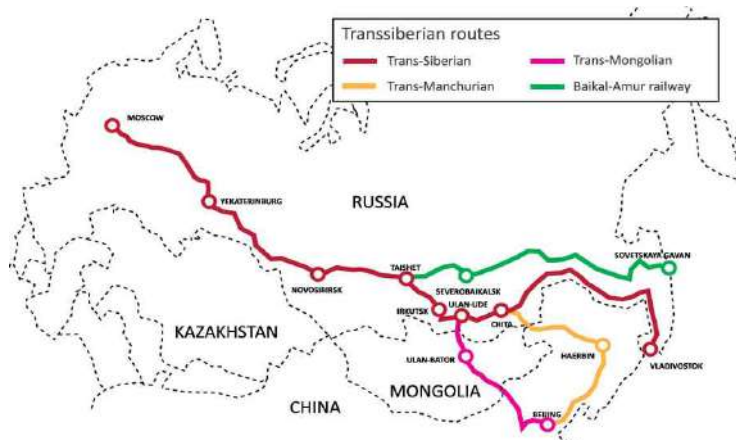 Transsiberian routes
Trans-Siberian
Trans-Mongolian
Trans-Manchurian
Baikal-Amur railway
MOSCOW
YEKATERINBURG
RUSSIA
NOVOSIBIRSK
TAISHET
SOVETSKAYA GAVAN
SEVEROBAIKALSK
IRKUTSK
ULAN-UDE
CHITA
KAZAKHSTAN
ULAN-BATOR
HAERBIN
VLADIVOSTOK
MONGOLIA
CHINA
BEIJING